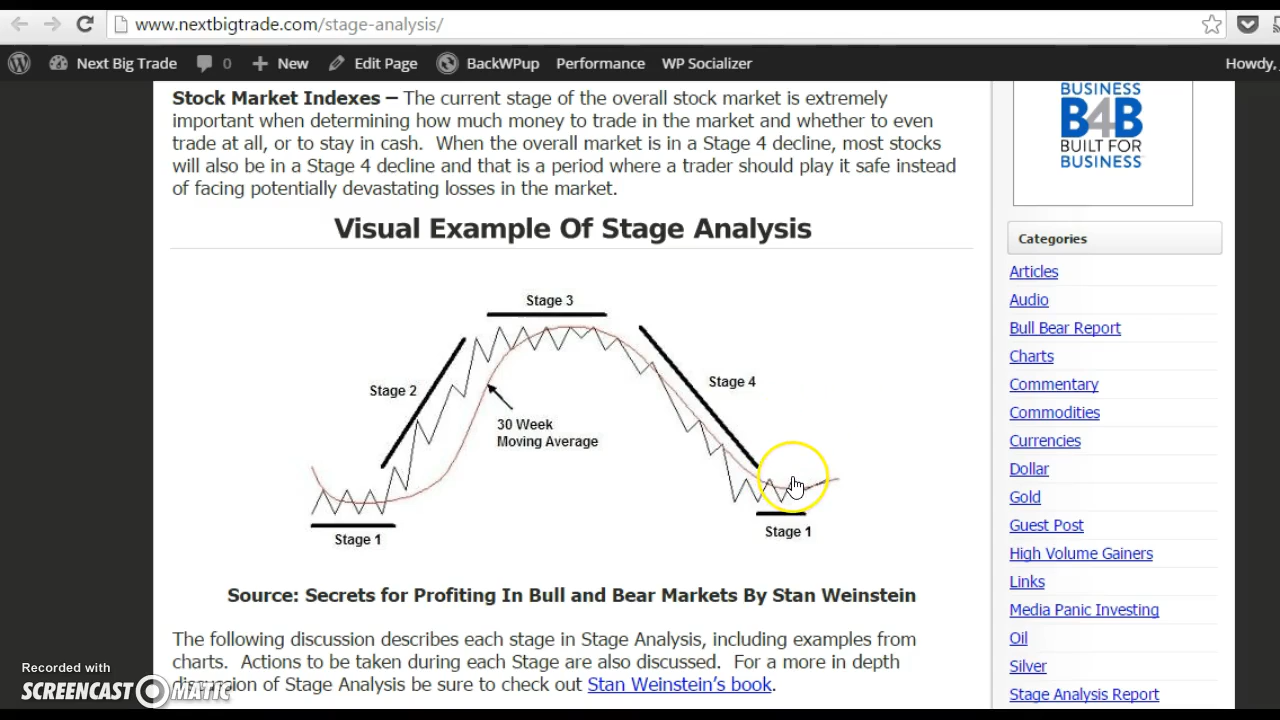 www.nextbigtrade.com/stage-analysis/
Next Big Trade 0 New Edit Page BackWPup Performance WP Socializer Howdy,
Stock Market Indexes – The current stage of the overall stock market is extremely
important when determining how much money to trade in the market and whether to even
trade at all, or to stay in cash. When the overall market is in a Stage 4 decline, most stocks
will also be in a Stage 4 decline and that is a period where a trader should play it safe instead
of facing potentially devastating losses in the market.
Visual Example Of Stage Analysis
Stage 3
Stage 2
Stage 4
30 Week
Moving Average
Stage 1
Stage 1
Source: Secrets for Profiting In Bull and Bear Markets By Stan Weinstein
The following discussion describes each stage in Stage Analysis, including examples from
charts. Actions to be taken during each Stage are also discussed. For a more in depth
of Stage Analysis be sure to check out Stan Weinstein's book.
BUSINESS
B4B
BUILT FOR
BUSINESS
Categories
Articles
Audio
Bull Bear Report
Charts
Commentary
Commodities
Currencies
Dollar
Gold
Guest Post
High Volume Gainers
Links
Media Panic Investing
Oil
Silver
Stage Analysis Report
Recorded with
SCREENCAST MATIC